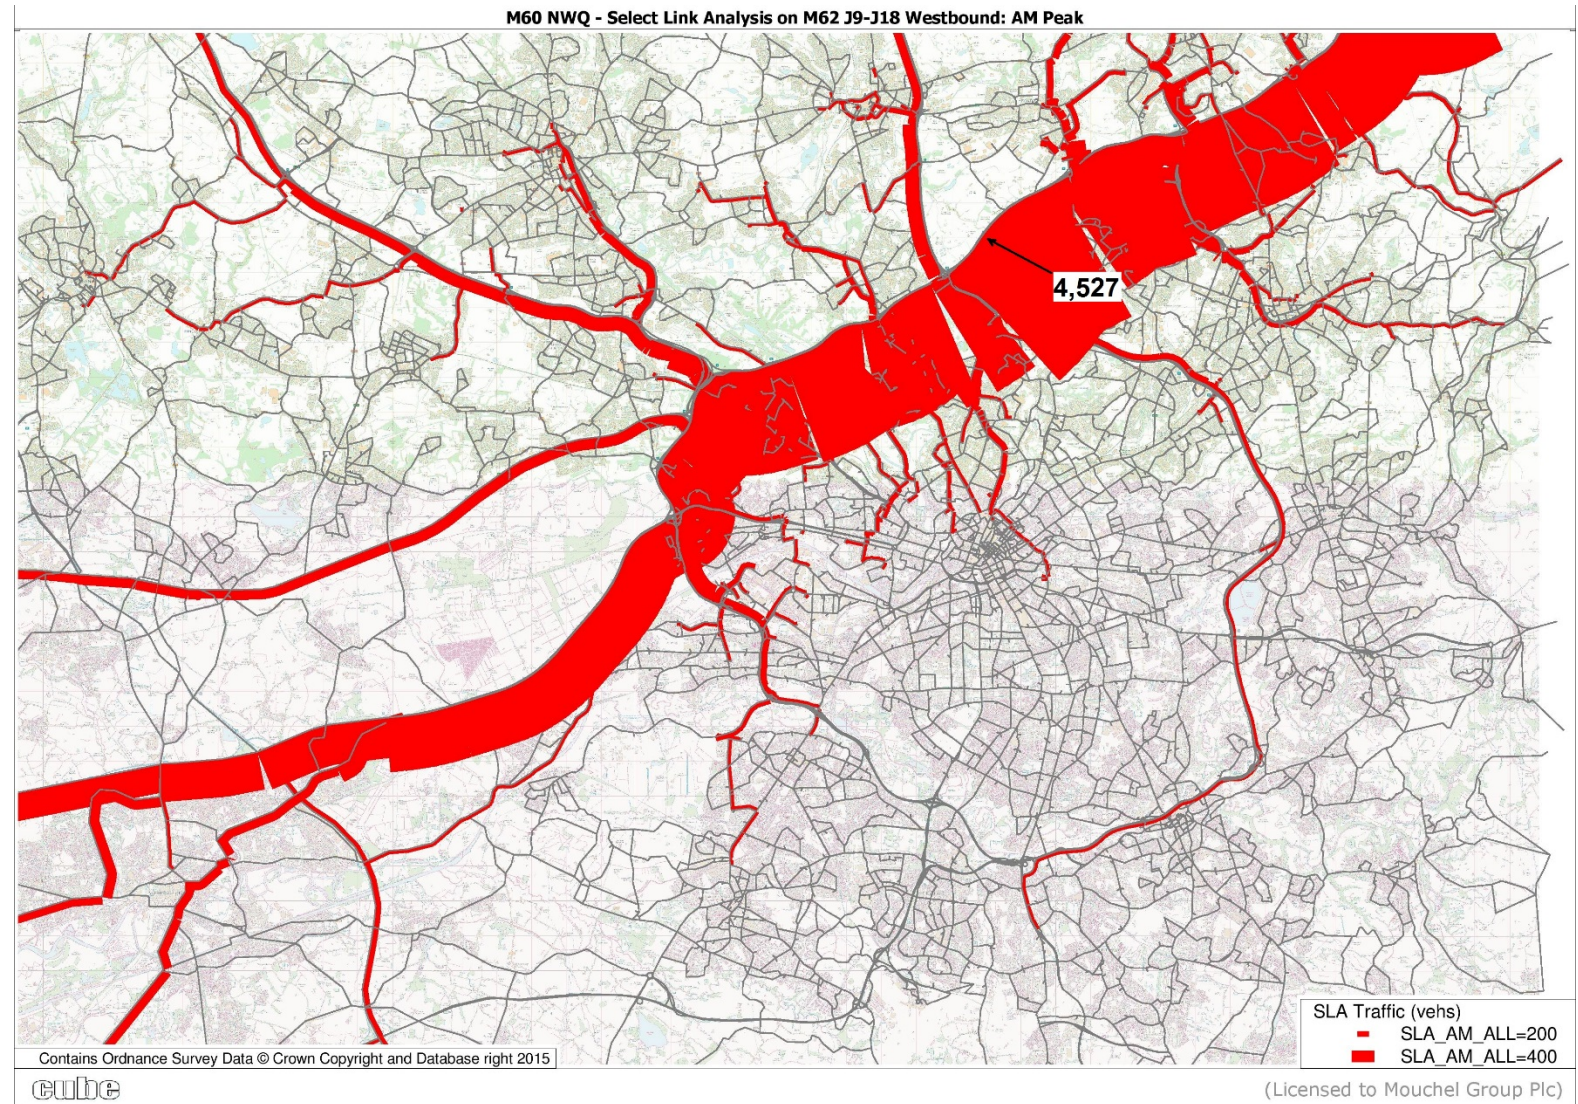 M60 NWQ - Select Link Analysis on M62 J9-J18 Westbound: AM Peak
4,527
SLA Traffic (vehs)
SLA_AM_ALL=200
SLA_AM_ALL=400
Contains Ordnance Survey Data © Crown Copyright and Database right 2015
cube
(Licensed to Mouchel Group Plc)